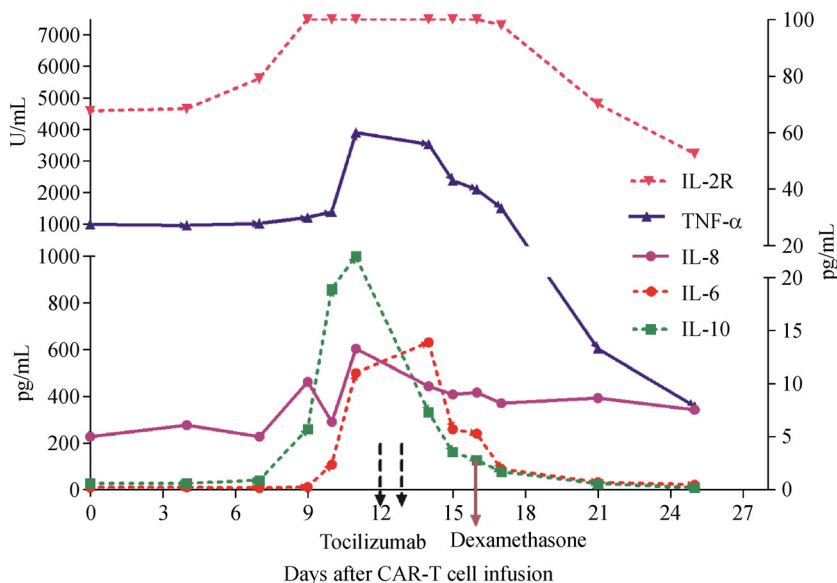 7000
6000
5000
4000
3000
2000
1000
U/mL
100
80
60
40
20
pg/mL
IL-2R
TNF-α
IL-8
IL-6
IL-10
1000
800
600
400
200
0
pg/mL
20
15
10
5
0
0 3 6 9 12 15 18 21 24 27
Tocilizumab Dexamethasone
Days after CAR-T cell infusion